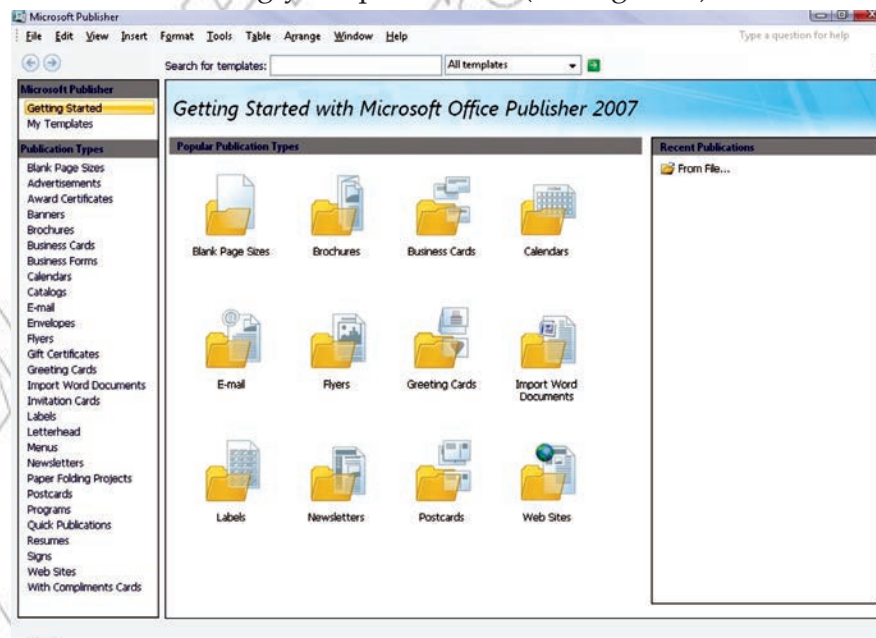 Microsoft Publisher
File Edit View Insert Format Tools Table Arrange Window Help
Type a question for help
Search for templates:
All templates
Microsoft Publisher
Getting Started
My Templates
Publication Types
Blank Page Sizes
Advertisements
Award Certificates
Banners
Brochures
Business Cards
Business Forms
Calendars
Catalogs
E-mail
Envelopes
Flyers
Gift Certificates
Greeting Cards
Import Word Documents
Invitation Cards
Labels
Letterhead
Menus
Newsletters
Paper Folding Projects
Postcards
Programs
Quick Publications
Resumes
Signs
Web Sites
With Compliments Cards
Getting Started with Microsoft Office Publisher 2007
Popular Publication Types
Blank Page Sizes
Brochures
Business Cards
Calendars
E-mail
Flyers
Greeting Cards
Import Word
Documents
Labels
Newsletters
Postcards
Web Sites
Recent Publications
From File...